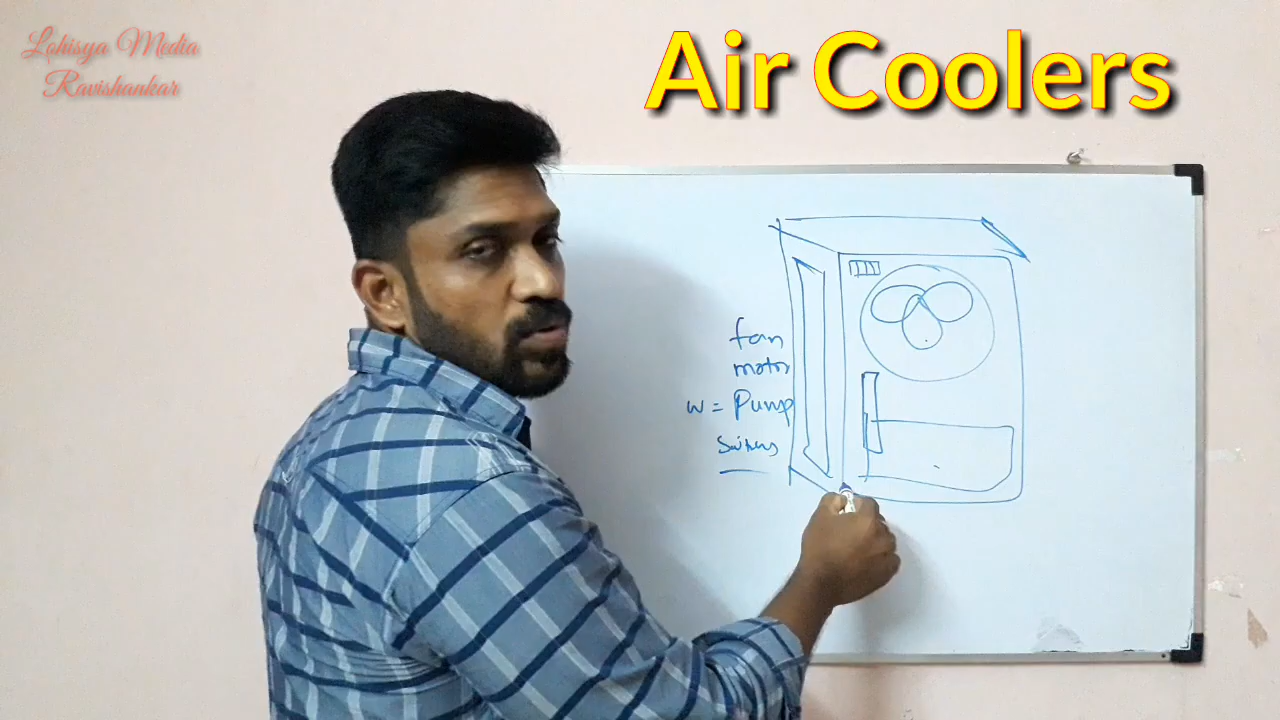 Lohisya Media
Ravishankar
Air Coolers
fan
motor
w = Pump